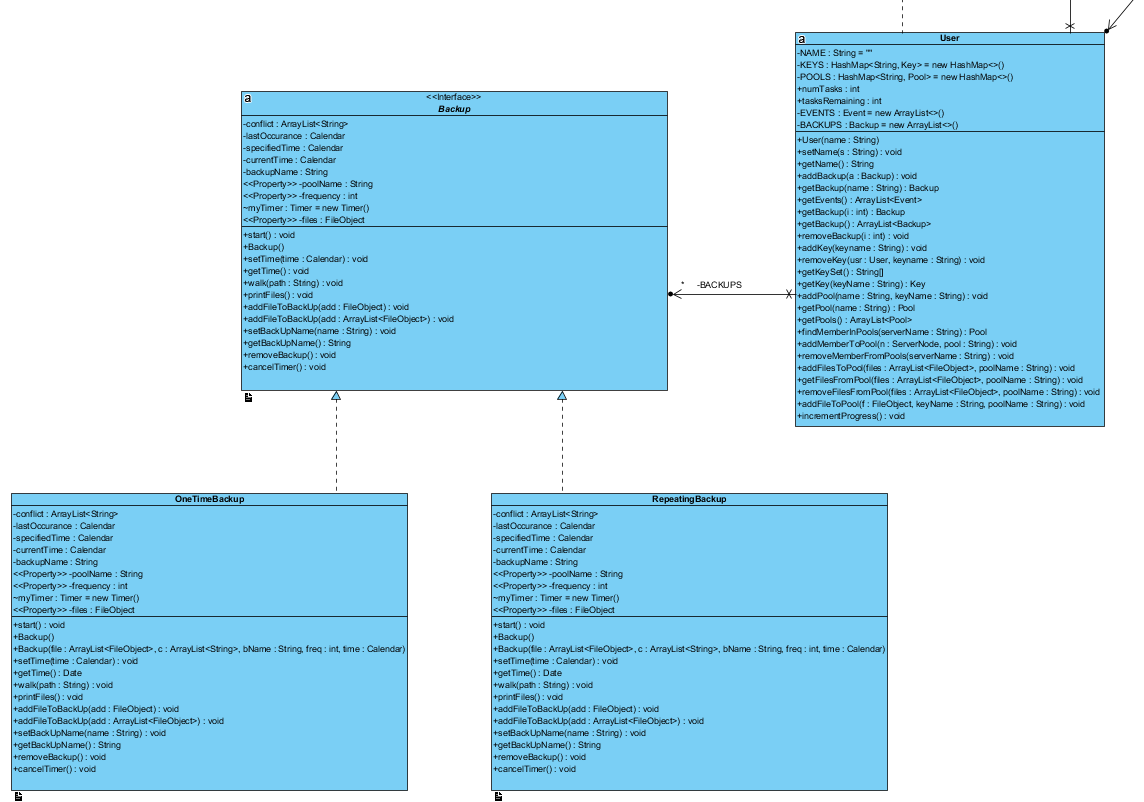 a
User
-NAME : String = ""
-KEYS : HashMap<String, Key> = new HashMap<>()
-POOLS : HashMap<String, Pool> = new HashMap<>()
+numTasks : int
+tasksRemaining : int
-EVENTS : Event = new ArrayList<>()
-BACKUPS : Backup = new ArrayList<>()
+User(name : String)
+setName(s : String) : void
+getName() : String
+addBackup(a : Backup) : void
+getBackup(name : String) : Backup
+getEvents() : ArrayList<Event>
+getBackup(i : int) : Backup
+getBackup() : ArrayList<Backup>
+removeBackup(i : int) : void
+addKey(keyname : String) : void
+removeKey(usr : User, keyname : String) : void
+getKeySet() : String[]
+getKey(keyName : String) : Key
+addPool(name : String, keyName : String) : void
+getPool(name : String) : Pool
+getPools() : ArrayList<Pool>
+findMemberInPools(serverName : String) : Pool
+addMemberToPool(n : ServerNode, pool : String) : void
+removeMemberFromPools(serverName : String) : void
+addFilesToPool(files : ArrayList<FileObject>, poolName : String) : void
+getFilesFromPool(files : ArrayList<FileObject>, poolName : String) : void
+removeFilesFromPool(files : ArrayList<FileObject>, poolName : String) : void
+addFileToPool(f : FileObject, keyName : String, poolName : String) : void
+incrementProgress() : void
a
<<Interface>>
Backup
-conflict : ArrayList<String>
-lastOccurance : Calendar
-specifiedTime : Calendar
-currentTime : Calendar
-backupName : String
<<Property>> -poolName : String
<<Property>> -frequency : int
~myTimer : Timer = new Timer()
<<Property>> -files : FileObject
+start() : void
+Backup()
+setTime(time : Calendar) : void
+getTime() : void
+walk(path : String) : void
+printFiles() : void
+addFileToBackUp(add : FileObject) : void
+addFileToBackUp(add : ArrayList<FileObject>) : void
+setBackUpName(name : String) : void
+getBackUpName() : String
+removeBackup() : void
+cancelTimer() : void
* -BACKUPS
OneTimeBackup
-conflict : ArrayList<String>
-lastOccurance : Calendar
-specifiedTime : Calendar
-currentTime : Calendar
-backupName : String
<<Property>> -poolName : String
<<Property>> -frequency : int
~myTimer : Timer = new Timer()
<<Property>> -files : FileObject
+start() : void
+Backup()
+Backup(file : ArrayList<FileObject>, c : ArrayList<String>, bName : String, freq : int, time : Calendar)
+setTime(time : Calendar) : void
+getTime() : Date
+walk(path : String) : void
+printFiles() : void
+addFileToBackUp(add : FileObject) : void
+addFileToBackUp(add : ArrayList<FileObject>) : void
+setBackUpName(name : String) : void
+getBackUpName() : String
+removeBackup() : void
+cancelTimer() : void
RepeatingBackup
-conflict : ArrayList<String>
-lastOccurance : Calendar
-specifiedTime : Calendar
-currentTime : Calendar
-backupName : String
<<Property>> -poolName : String
<<Property>> -frequency : int
~myTimer : Timer = new Timer()
<<Property>> -files : FileObject
+start() : void
+Backup()
+Backup(file : ArrayList<FileObject>, c : ArrayList<String>, bName : String, freq : int, time : Calendar)
+setTime(time : Calendar) : void
+getTime() : Date
+walk(path : String) : void
+printFiles() : void
+addFileToBackUp(add : FileObject) : void
+addFileToBackUp(add : ArrayList<FileObject>) : void
+setBackUpName(name : String) : void
+getBackUpName() : String
+removeBackup() : void
+cancelTimer() : void